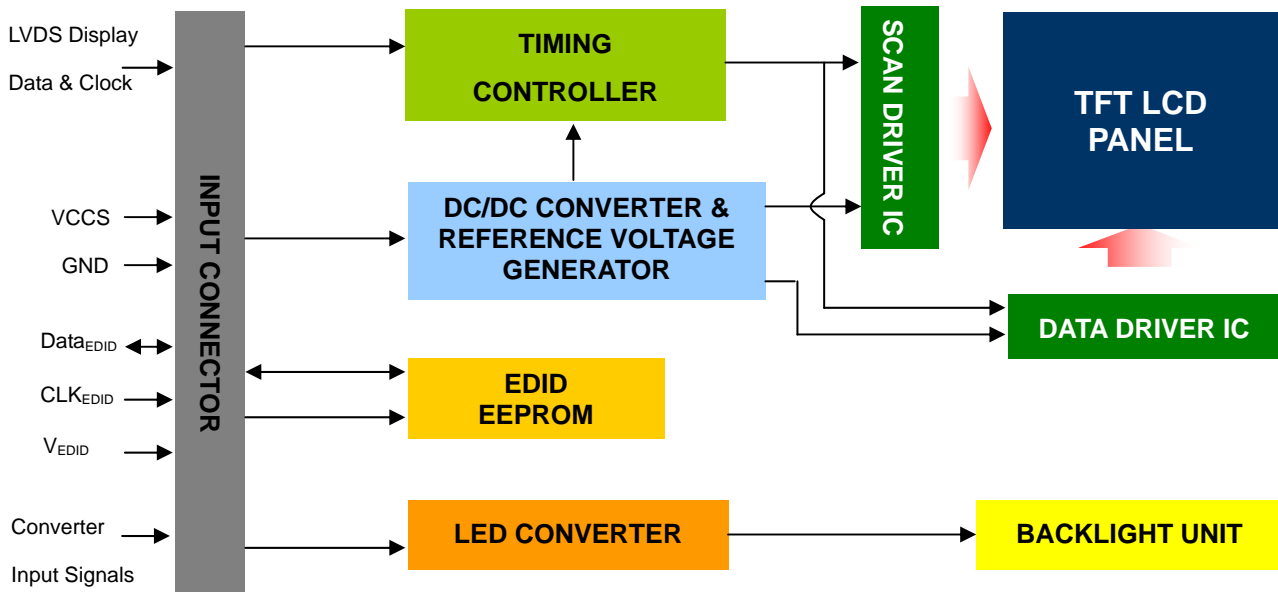 LVDS Display
Data & Clock
VCCS
GND
DataEDID
CLKEDID
VEDID
Converter
Input Signals
INPUT CONNECTOR
TIMING
CONTROLLER
DC/DC CONVERTER &
REFERENCE VOLTAGE
GENERATOR
EDID
EEPROM
LED CONVERTER
SCAN DRIVER IC
TFT LCD
PANEL
DATA DRIVER IC
BACKLIGHT UNIT